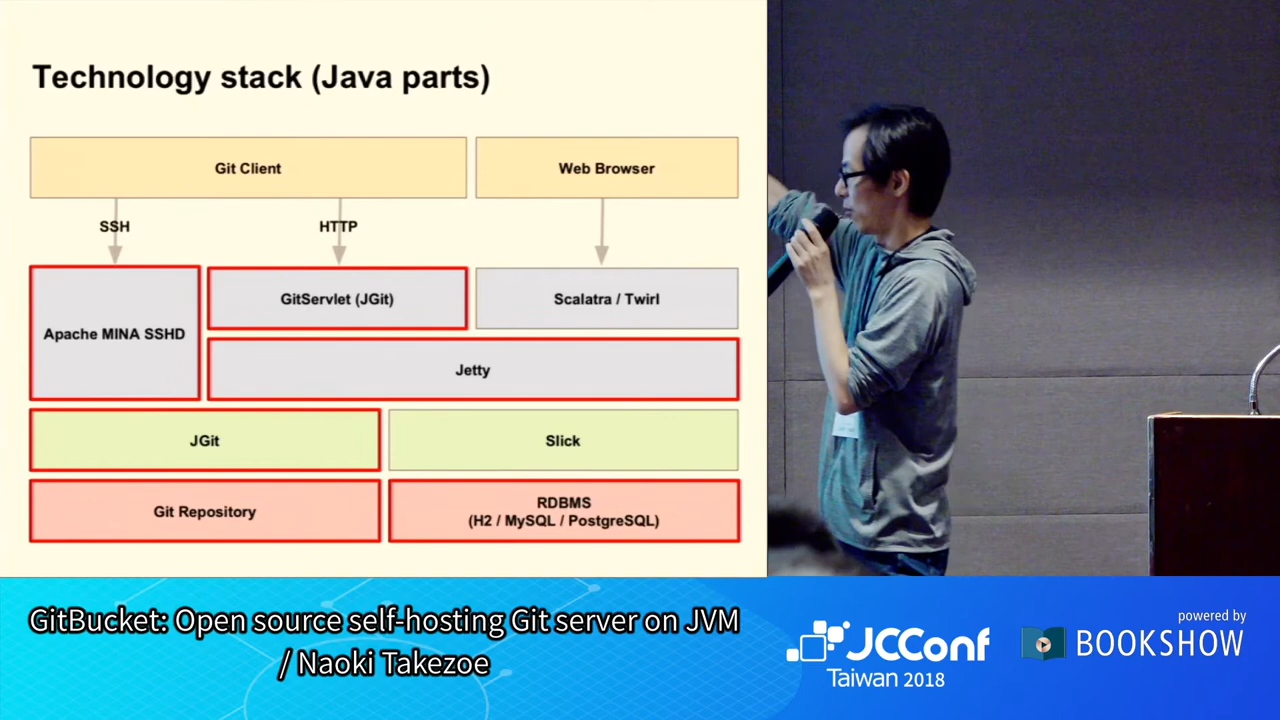 Technology stack (Java parts)
Git Client
Web Browser
SSH
HTTP
Apache MINA SSHD
GitServlet (JGit)
Scalatra / Twirl
Jetty
JGit
Slick
Git Repository
RDBMS
(H2 / MySQL / PostgreSQL)
GitBucket: Open source self-hosting Git server on JVM
/ Naoki Takezoe
JCConf
Taiwan 2018
powered by
BOOKSHOW